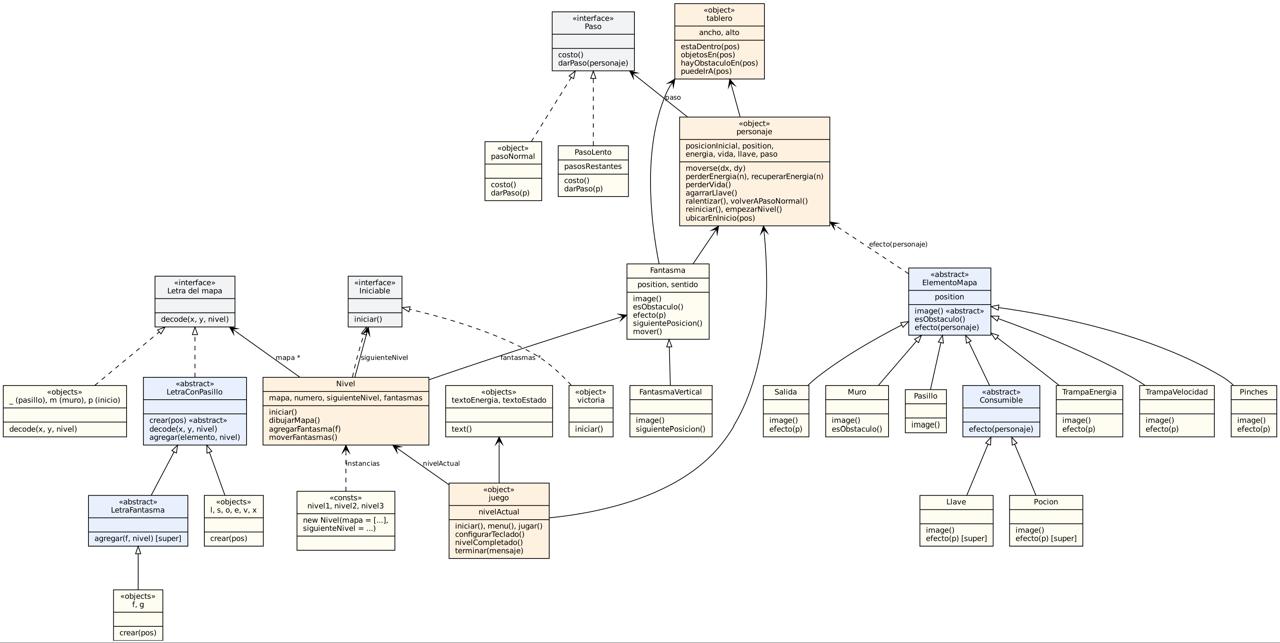 «interface»
Paso
costo()
darPaso(personaje)
«object»
tablero
ancho, alto
estaDentro(pos)
objetosEn(pos)
hayObstaculoEn(pos)
puedeIrA(pos)
paso
«object»
personaje
posicionInicial, position,
energia, vida, llave, paso
moverse(dx, dy)
perderEnergia(n), recuperarEnergia(n)
perderVida()
agarrarLlave()
ralentizar(), volverAPasoNormal()
reiniciar(), empezarNivel()
ubicarEnInicio(pos)
«object»
pasoNormal
costo()
darPaso(p)
PasoLento
pasosRestantes
costo()
darPaso(p)
efecto(personaje)
«interface»
Letra del mapa
decode(x, y, nivel)
«interface»
Iniciable
iniciar()
Fantasma
position, sentido
image()
esObstaculo()
efecto(p)
siguientePosicion()
mover()
«abstract»
ElementoMapa
position
image() «abstract»
esObstaculo()
efecto(personaje)
mapa *
siguienteNivel
fantasmas*
«objects»
_ (pasillo), m (muro), p (inicio)
decode(x, y, nivel)
«abstract»
LetraConPasillo
crear(pos) «abstract»
decode(x, y, nivel)
agregar(elemento, nivel)
Nivel
mapa, numero, siguienteNivel, fantasmas
iniciar()
dibujarMapa()
agregarFantasma(f)
moverFantasmas()
«objects»
textoEnergia, textoEstado
text()
«object»
victoria
iniciar()
FantasmaVertical
image()
siguientePosicion()
Salida
image()
efecto(p)
Muro
image()
esObstaculo()
Pasillo
image()
«abstract»
Consumible
efecto(personaje)
TrampaEnergia
image()
efecto(p)
TrampaVelocidad
image()
efecto(p)
Pinches
image()
efecto(p)
instancias
nivelActual
«abstract»
LetraFantasma
agregar(f, nivel) [super]
«objects»
l, s, o, e, v, x
crear(pos)
«consts»
nivel1, nivel2, nivel3
new Nivel(mapa = [...],
siguienteNivel = ...)
«object»
juego
nivelActual
iniciar(), menu(), jugar()
configurarTeclado()
nivelCompletado()
terminar(mensaje)
Llave
image()
efecto(p) [super]
Pocion
image()
efecto(p) [super]
«objects»
f, g
crear(pos)